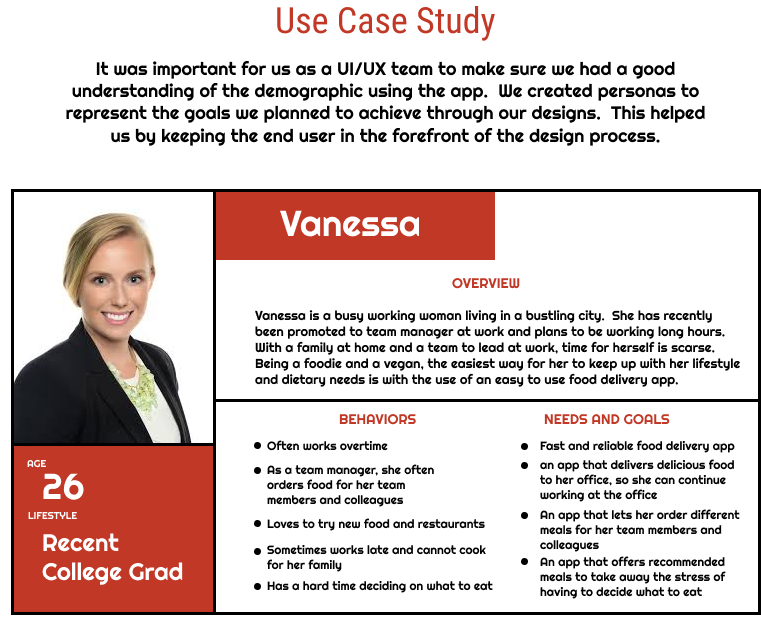 Use Case Study
It was important for us as a UI/UX team to make sure we had a good
understanding of the demographic using the app.  We created personas to
represent the goals we planned to achieve through our designs.  This helped
us by keeping the end user in the forefront of the design process.
Vanessa
OVERVIEW
Vanessa is a busy working woman living in a bustling city.  She has recently
been promoted to team manager at work and plans to be working long hours.
With a family at home and a team to lead at work, time for herself is scarse.
Being a foodie and a vegan, the easiest way for her to keep up with her lifestyle
and dietary needs is with the use of an easy to use food delivery app.
AGE
26
LIFESTYLE
Recent
College Grad
BEHAVIORS
• Often works overtime
• As a team manager, she often
orders food for her team
members and colleagues
• Loves to try new food and restaurants
• Sometimes works late and cannot cook
for her family
• Has a hard time deciding on what to eat
NEEDS AND GOALS
• Fast and reliable food delivery app
• an app that delivers delicious food
to her office, so she can continue
working at the office
• An app that lets her order different
meals for her team members and
colleagues
• An app that offers recommended
meals to take away the stress of
having to decide what to eat